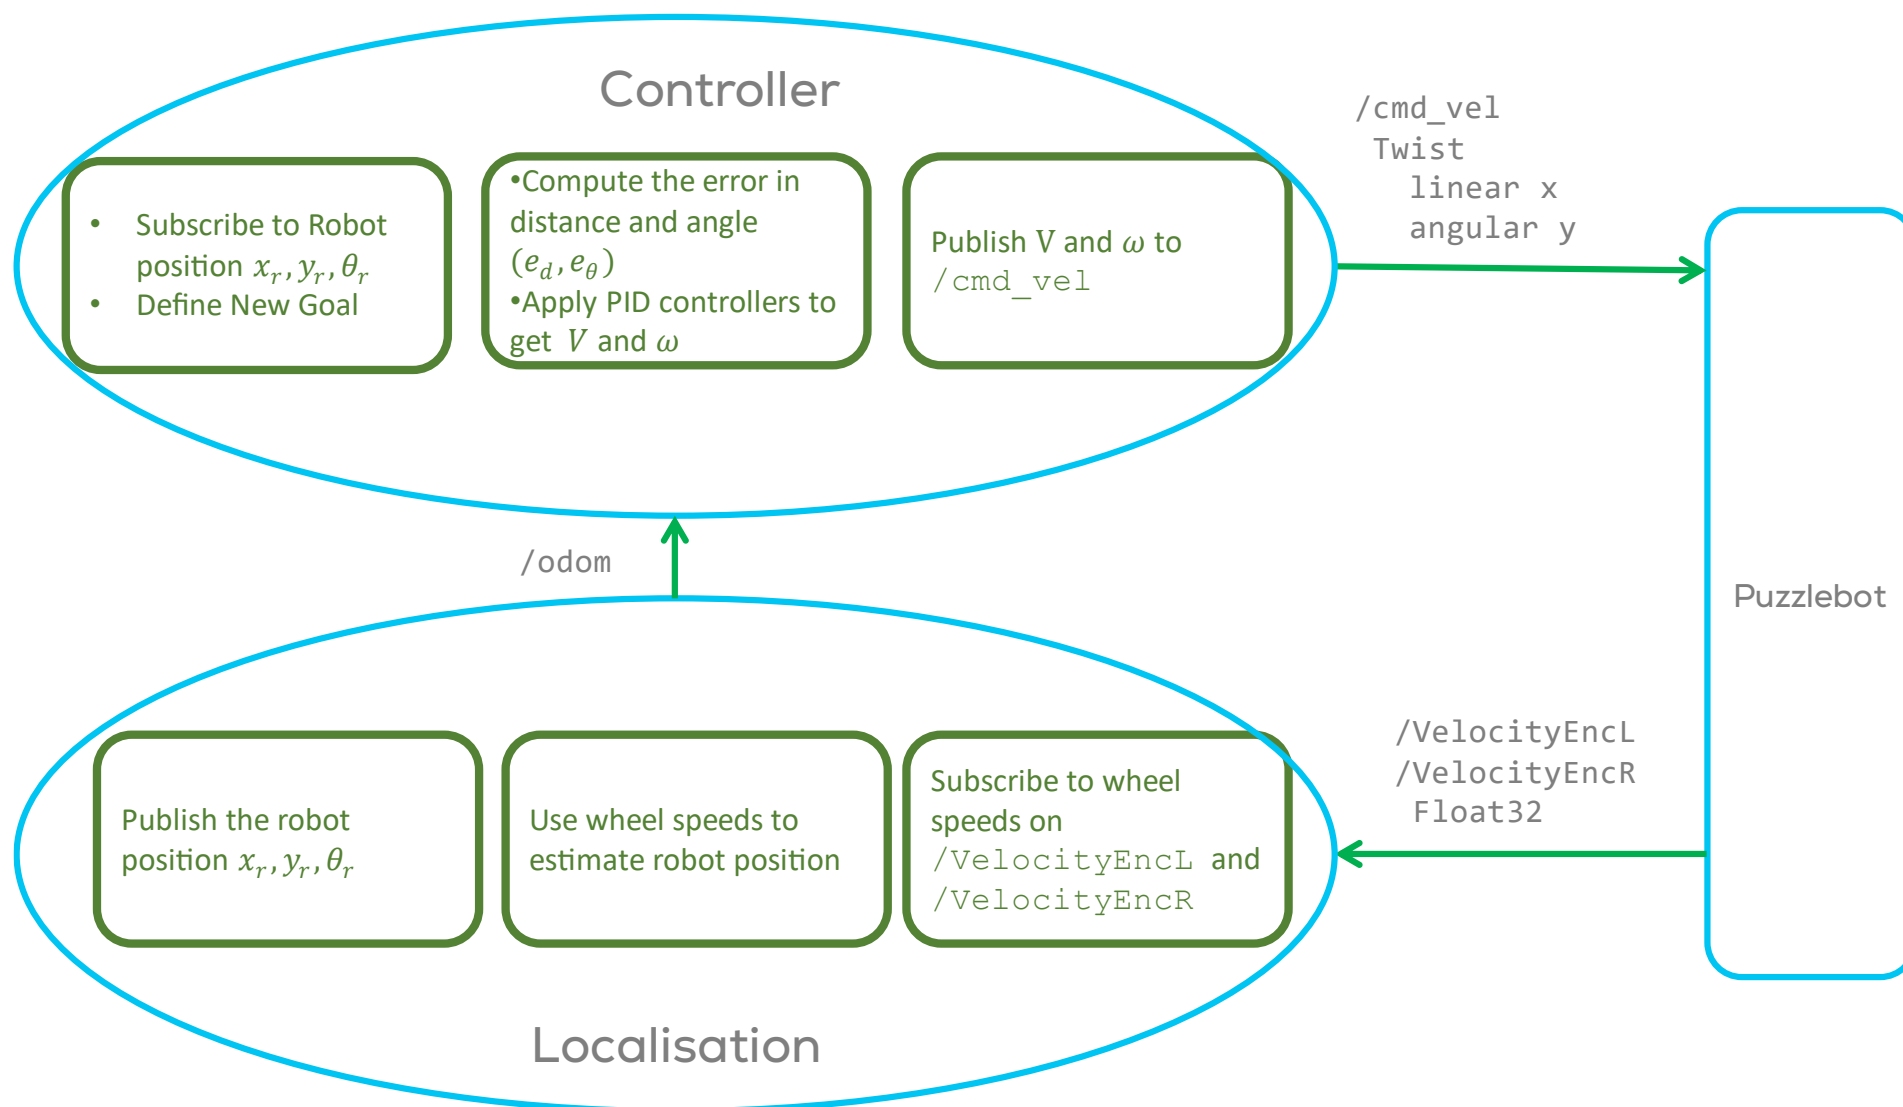 Controller
• Subscribe to Robot
position 𝑥𝑟, 𝑦𝑟, 𝜃𝑟
• Define New Goal
•Compute the error in
distance and angle
(𝑒𝑑, 𝑒𝜃)
•Apply PID controllers to
get 𝑉 and 𝜔
Publish V and 𝜔 to
/cmd_vel
/cmd_vel
Twist
linear x
angular y
/odom
Puzzlebot
/VelocityEncL
/VelocityEncR
Float32
Publish the robot
position 𝑥𝑟, 𝑦𝑟, 𝜃𝑟
Use wheel speeds to
estimate robot position
Subscribe to wheel
speeds on
/VelocityEncL and
/VelocityEncR
Localisation